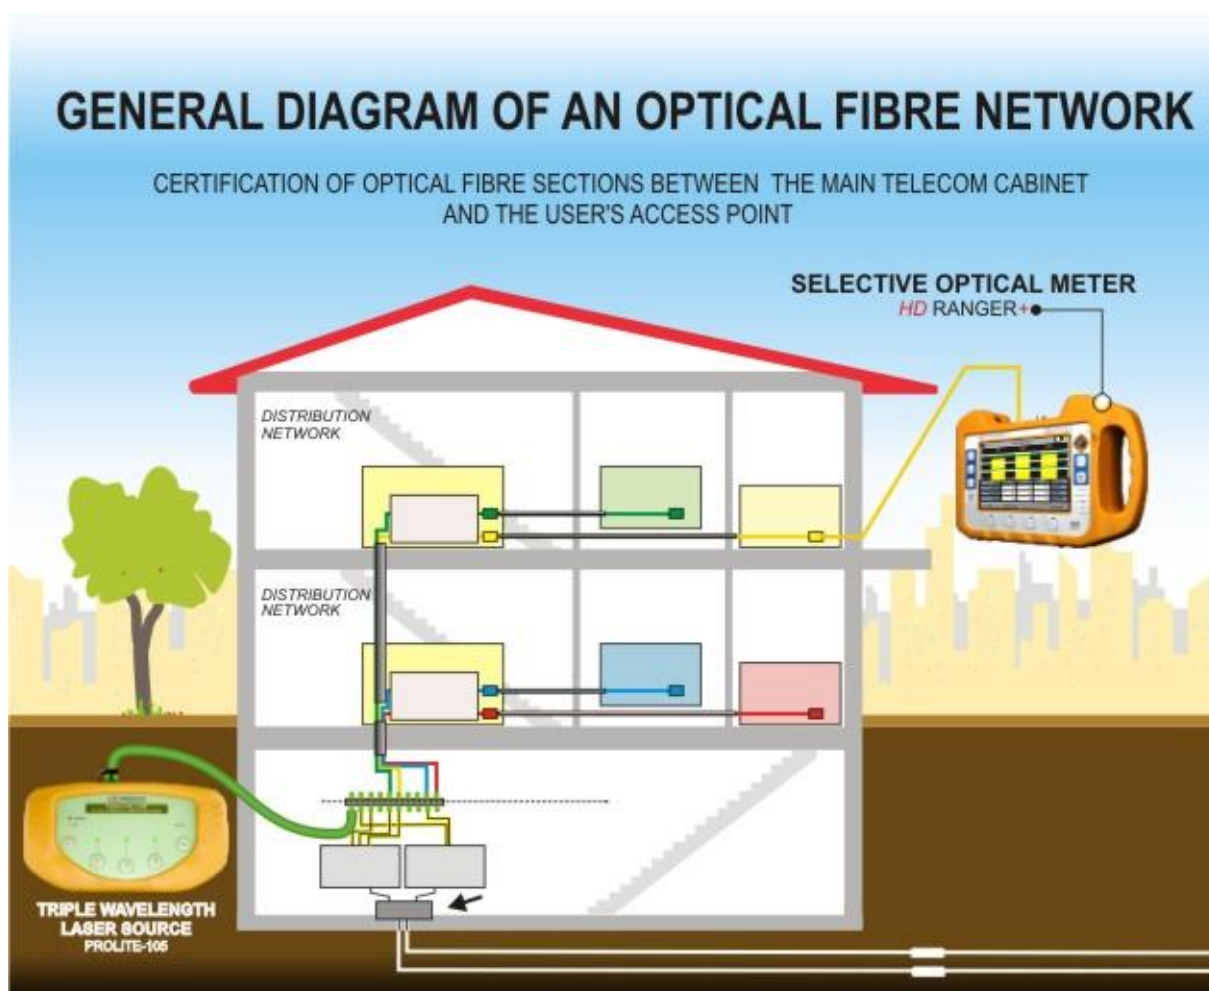 GENERAL DIAGRAM OF AN OPTICAL FIBRE NETWORK
CERTIFICATION OF OPTICAL FIBRE SECTIONS BETWEEN THE MAIN TELECOM CABINET
AND THE USER'S ACCESS POINT
SELECTIVE OPTICAL METER
HD RANGER+
DISTRIBUTION
NETWORK
DISTRIBUTION
NETWORK
TRIPLE WAVELENGTH
LASER SOURCE
PROLITE-105